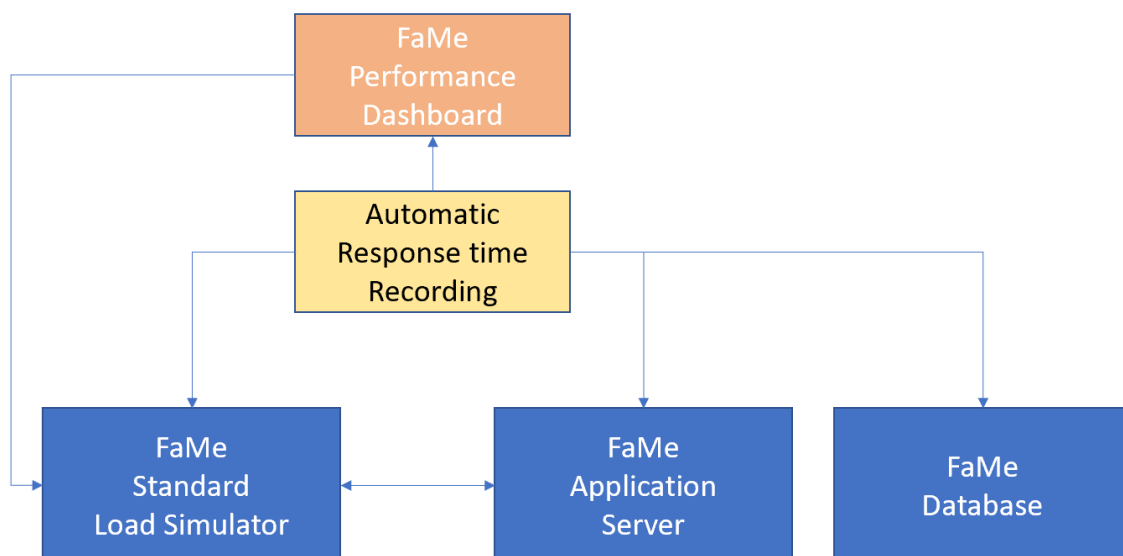 FaMe
Performance
Dashboard
Automatic
Response time
Recording
FaMe
Standard
Load Simulator
FaMe
Application
Server
FaMe
Database